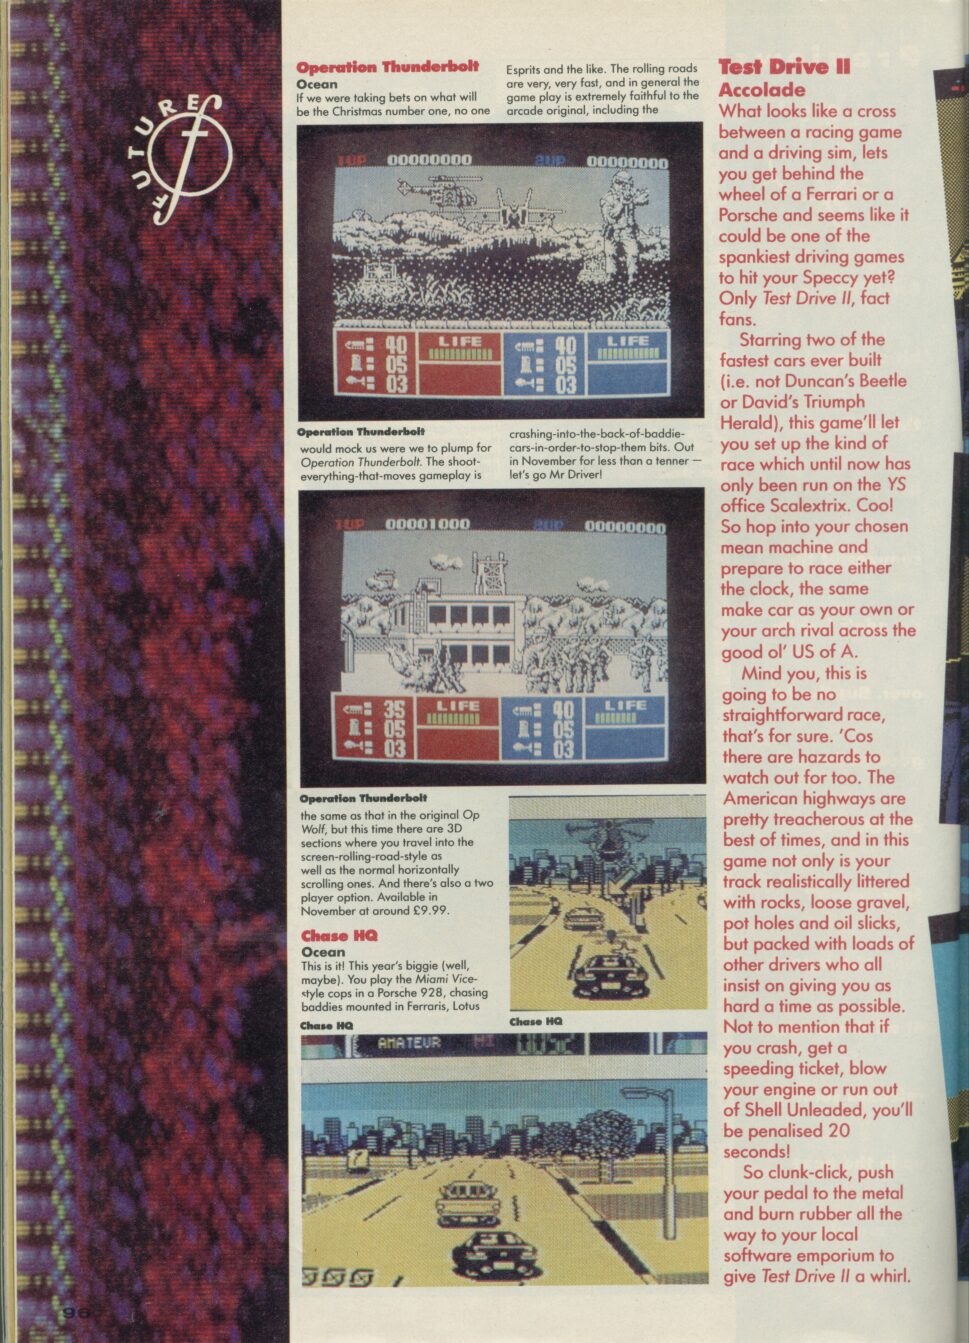 FUTURE
f
Operation Thunderbolt
Ocean
If we were taking bets on what will
be the Christmas number one, no one
1UP 00000000 2UP 00000000
40 LIFE 40 LIFE
05 05
03 03
Operation Thunderbolt
would mock us were we to plump for
Operation Thunderbolt. The shoot-
everything-that-moves gameplay is
1UP 00001000 2UP 00000000
35 LIFE 40 LIFE
05 05
03 03
Operation Thunderbolt
the same as that in the original Op
Wolf, but this time there are 3D
sections where you travel into the
screen-rolling-road-style as
well as the normal horizontally
scrolling ones. And there's also a two
player option. Available in
November at around £9.99.
Chase HQ
Ocean
This is it! This year's biggie (well,
maybe). You play the Miami Vice-
style cops in a Porsche 928, chasing
baddies mounted in Ferraris, Lotus
Esprits and the like. The rolling roads
are very, very fast, and in general the
game play is extremely faithful to the
arcade original, including the
crashing-into-the-back-of-baddie-
cars-in-order-to-stop-them bits. Out
in November for less than a tenner —
let's go Mr Driver!
Chase HQ
Chase HQ
AMATEUR HI
Test Drive II
Accolade
What looks like a cross
between a racing game
and a driving sim, lets
you get behind the
wheel of a Ferrari or a
Porsche and seems like it
could be one of the
spankiest driving games
to hit your Speccy yet?
Only Test Drive II, fact
fans.
Starring two of the
fastest cars ever built
(i.e. not Duncan's Beetle
or David's Triumph
Herald), this game'll let
you set up the kind of
race which until now has
only been run on the YS
office Scalextrix. Cool!
So hop into your chosen
mean machine and
prepare to race either
the clock, the same
make car as your own or
your arch rival across the
good ol' US of A.
Mind you, this is
going to be no
straightforward race,
that's for sure. 'Cos
there are hazards to
watch out for too. The
American highways are
pretty treacherous at the
best of times, and in this
game not only is your
track realistically littered
with rocks, loose gravel,
pot holes and oil slicks,
but packed with loads of
other drivers who all
insist on giving you as
hard a time as possible.
Not to mention that if
you crash, get a
speeding ticket, blow
your engine or run out
of Shell Unleaded, you'll
be penalised 20
seconds!
So clunk-click, push
your pedal to the metal
and burn rubber all the
way to your local
software emporium to
give Test Drive II a whirl.
96